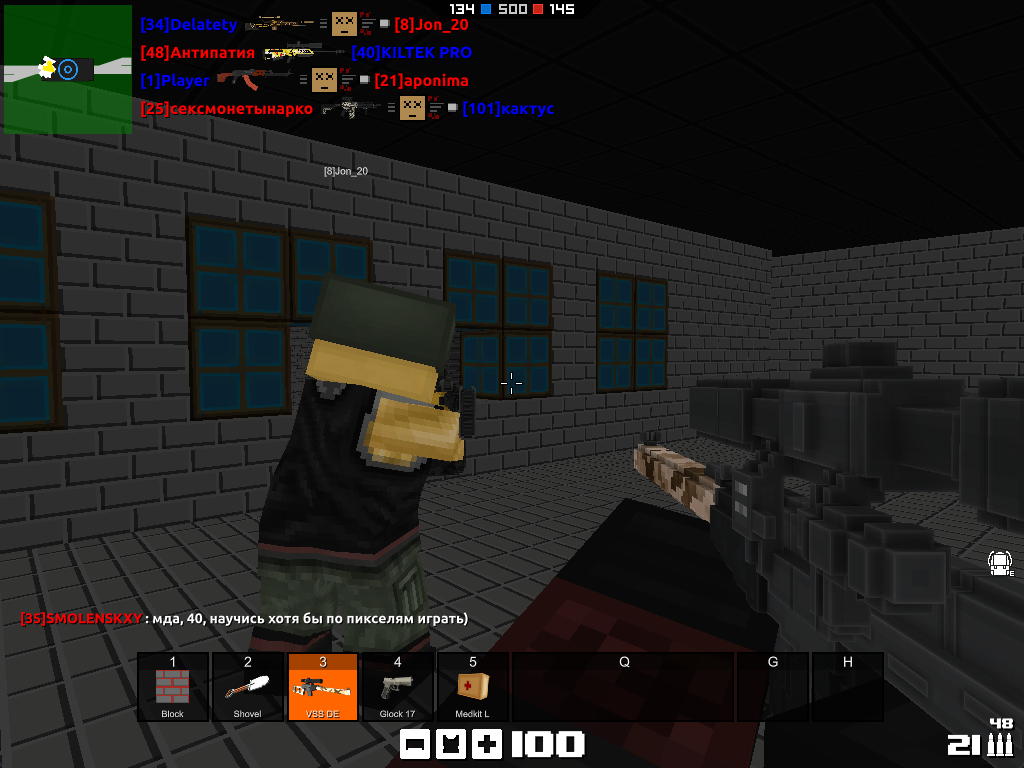 134 500 145
[34]Delatety [8]Jon_20
[48]Антипатия [40]KILTEK PRO
[1]Player [21]aponima
[25]сексмонетынарко [101]кактус
[8]Jon_20
E
[35]SMOLENSKXY : мда, 40, научись хотя бы по пикселям играть)
1 2 3 4 5 Q G H
Block Shovel VSS DE Glock 17 Medkit L
48
100 21